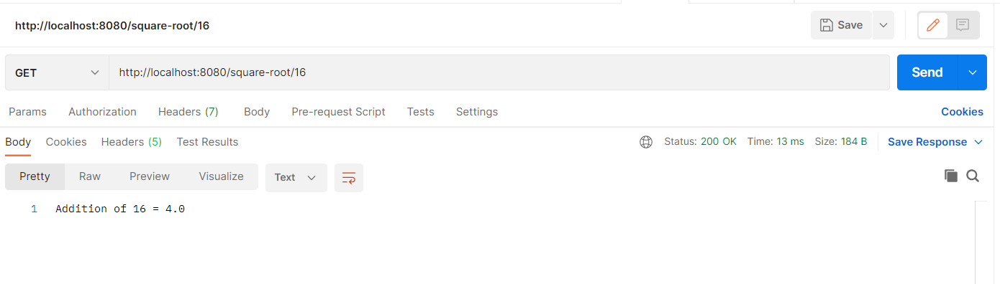 http://localhost:8080/square-root/16 Save
GET http://localhost:8080/square-root/16 Send
Params Authorization Headers (7) Body Pre-request Script Tests Settings Cookies
Body Cookies Headers (5) Test Results Status: 200 OK Time: 13 ms Size: 184 B Save Response
Pretty Raw Preview Visualize Text
1 Addition of 16 = 4.0